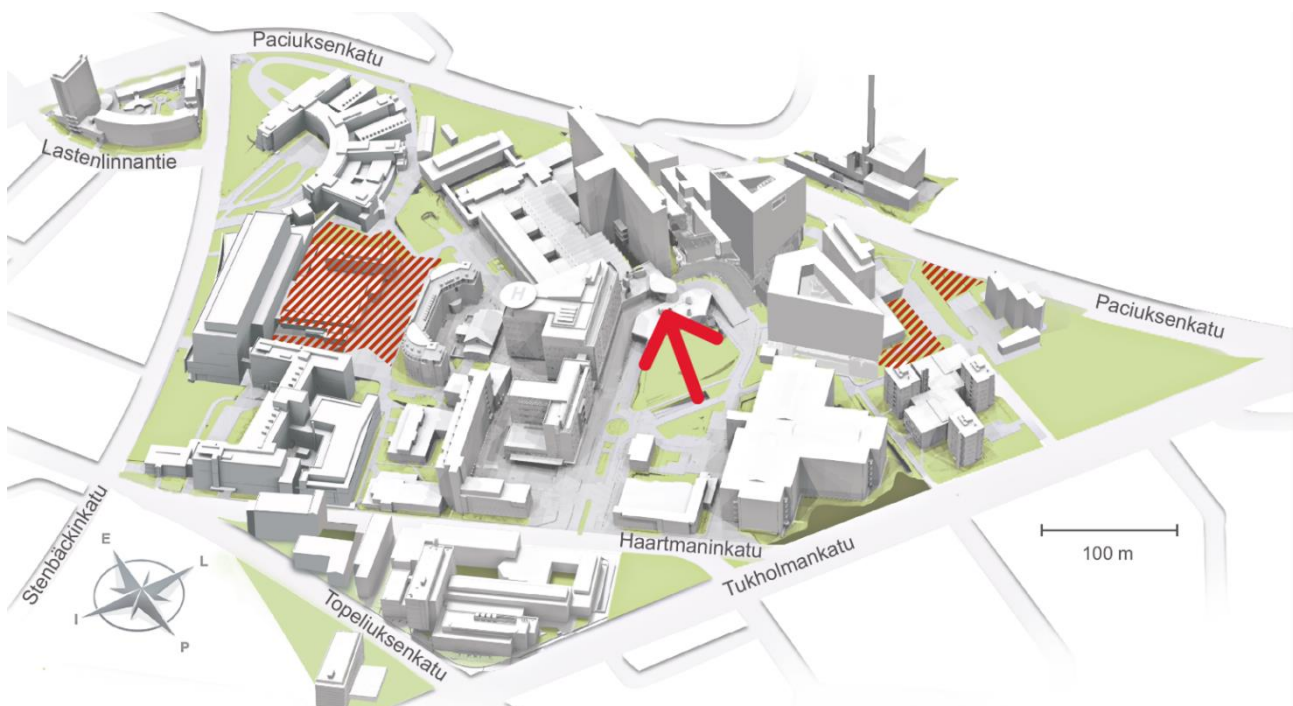 Paciuksenkatu
Lastenlinnantie
H
Paciuksenkatu
Stenbäckinkatu
Haartmaninkatu
Tukholmankatu
Topeliuksenkatu
100 m
E
L
I
P